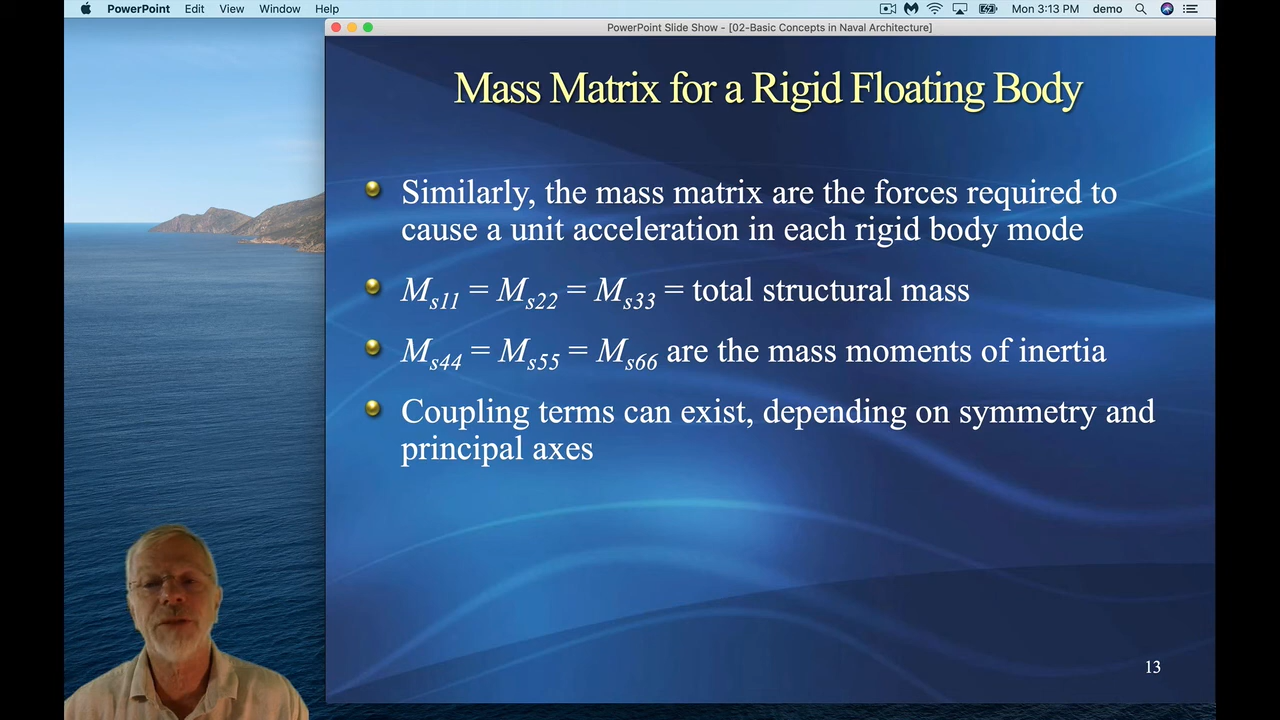 PowerPoint Edit View Window Help Mon 3:13 PM demo
PowerPoint Slide Show - [02-Basic Concepts in Naval Architecture]
Mass Matrix for a Rigid Floating Body
Similarly, the mass matrix are the forces required to
cause a unit acceleration in each rigid body mode
Ms11 = Ms22 = Ms33 = total structural mass
Ms44 = Ms55 = Ms66 are the mass moments of inertia
Coupling terms can exist, depending on symmetry and
principal axes
13